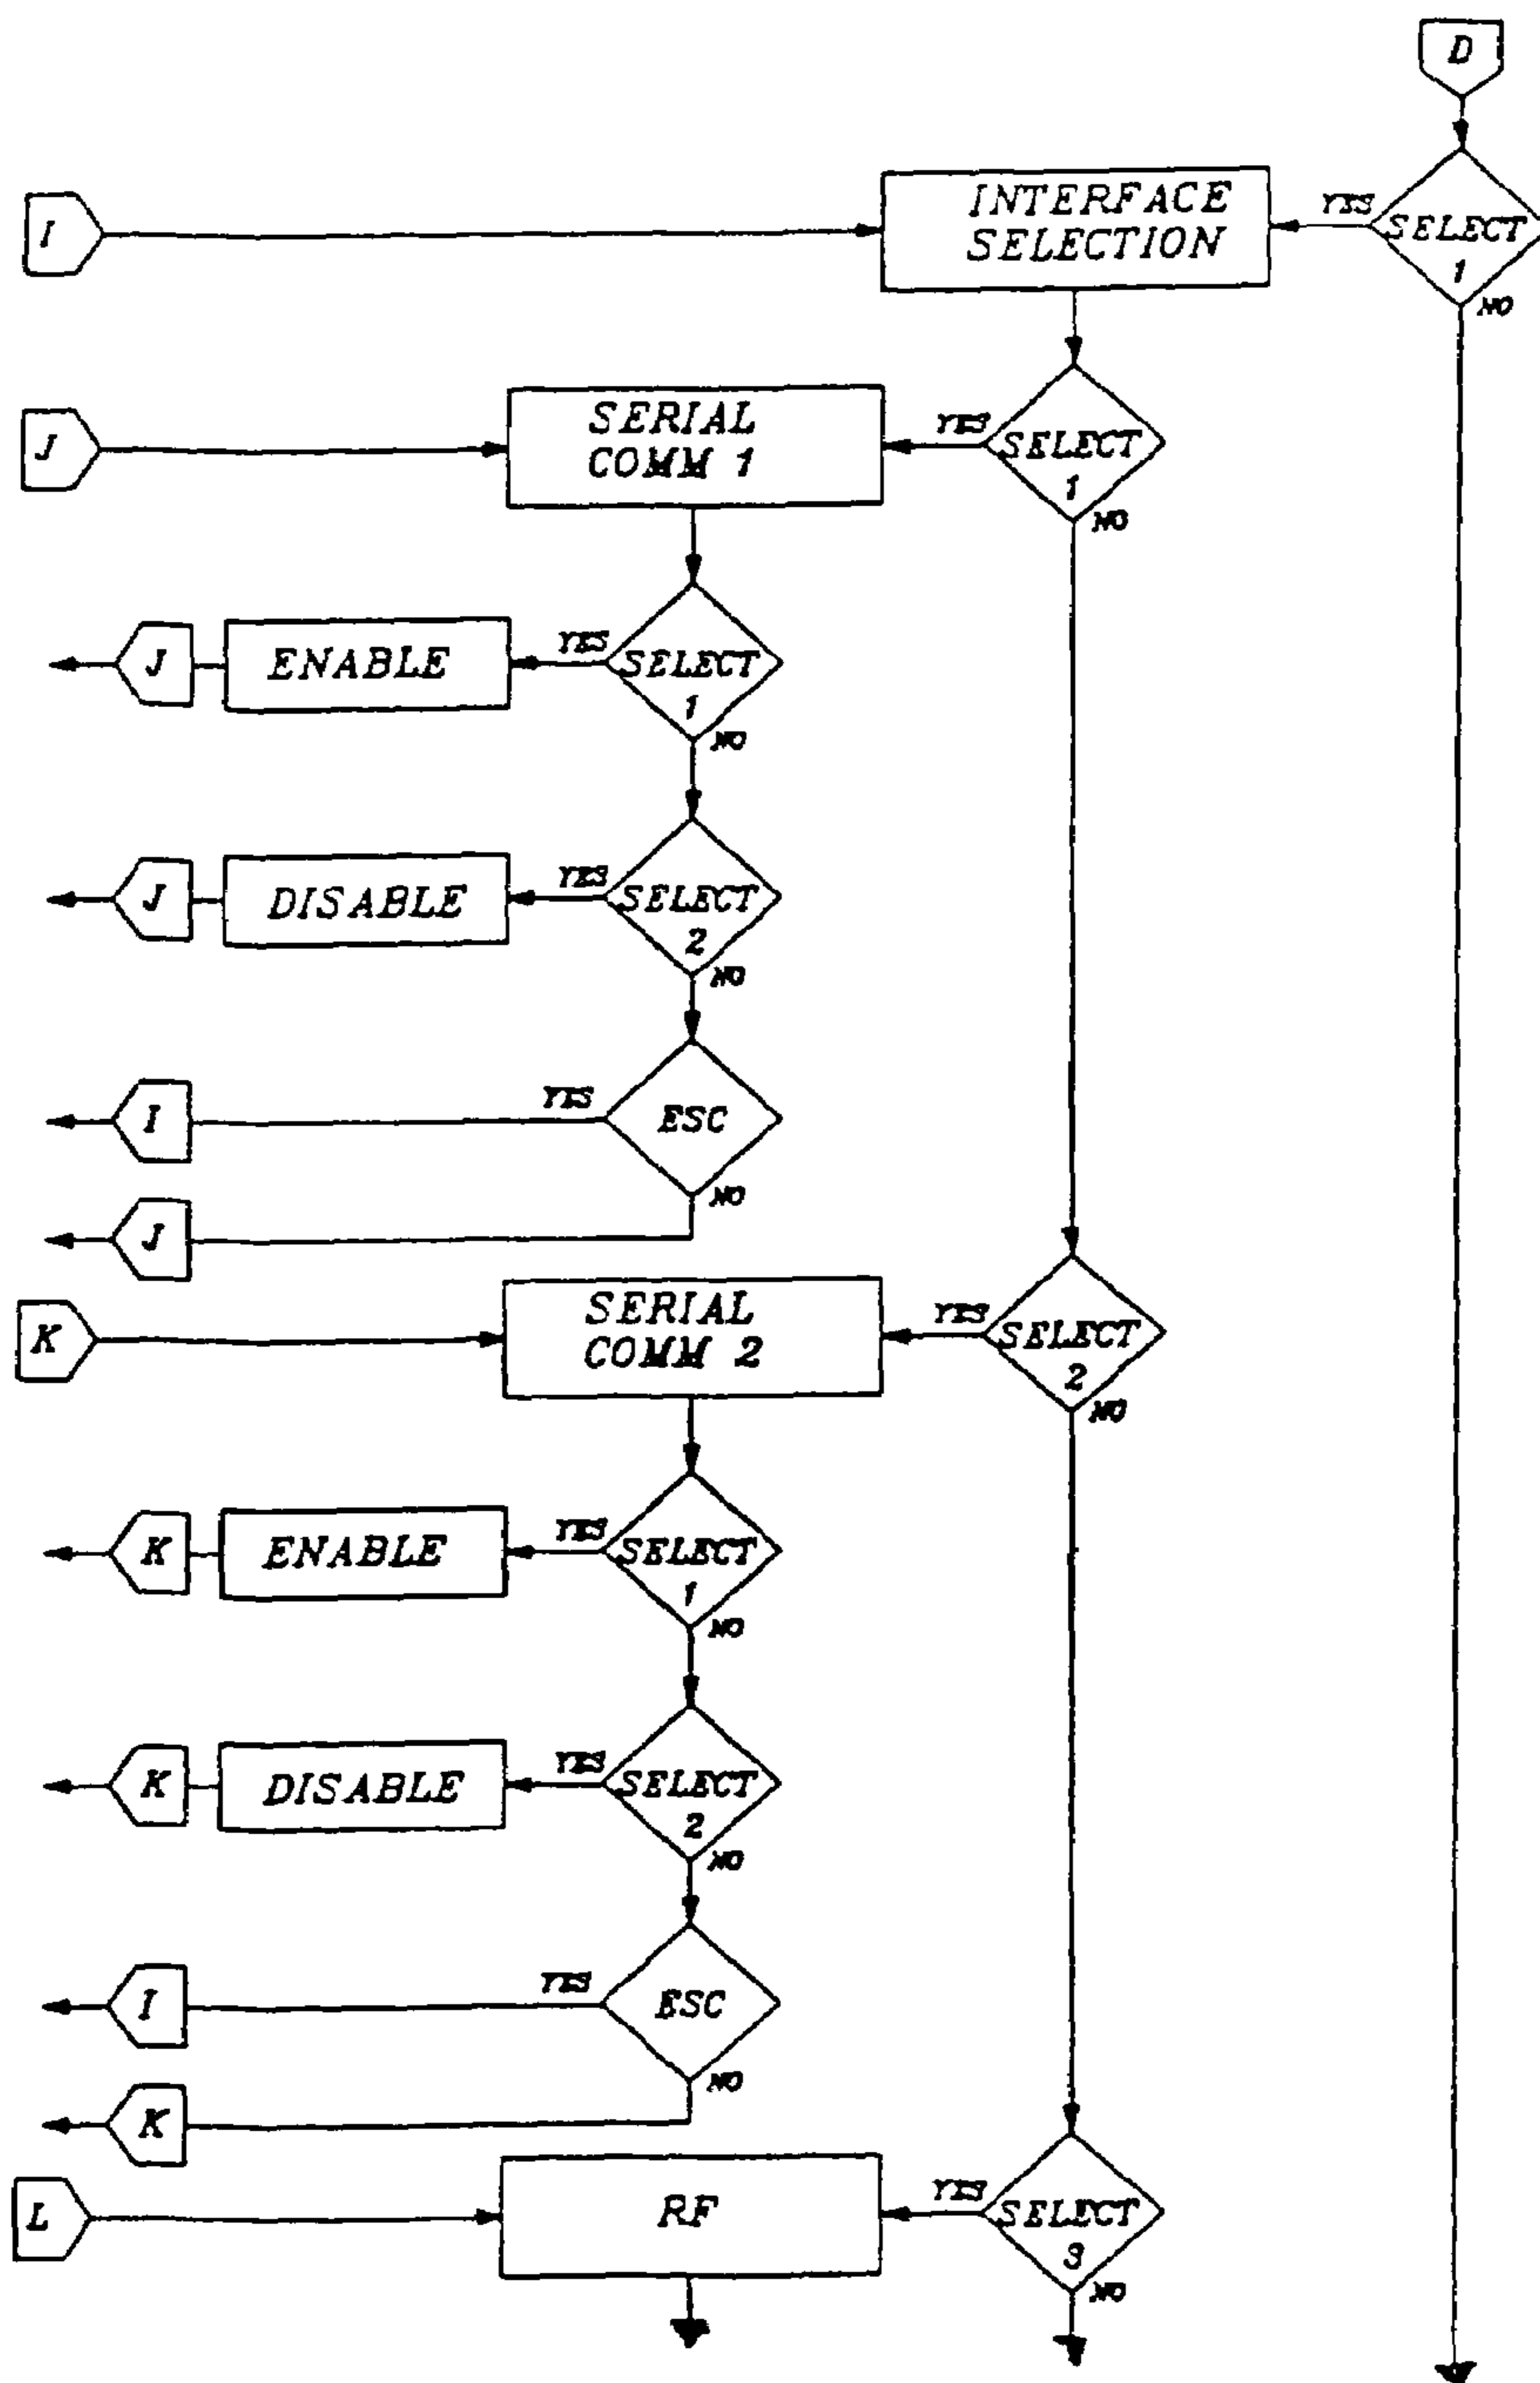 D
I
INTERFACE
SELECTION
YES
SELECT
1
NO
J
SERIAL
COMM 1
YES
SELECT
1
NO
J
ENABLE
YES
SELECT
1
NO
J
DISABLE
YES
SELECT
2
NO
I
YES
ESC
NO
J
K
SERIAL
COMM 2
YES
SELECT
2
NO
K
ENABLE
YES
SELECT
1
NO
K
DISABLE
YES
SELECT
2
NO
I
YES
ESC
NO
K
L
RF
YES
SELECT
3
NO